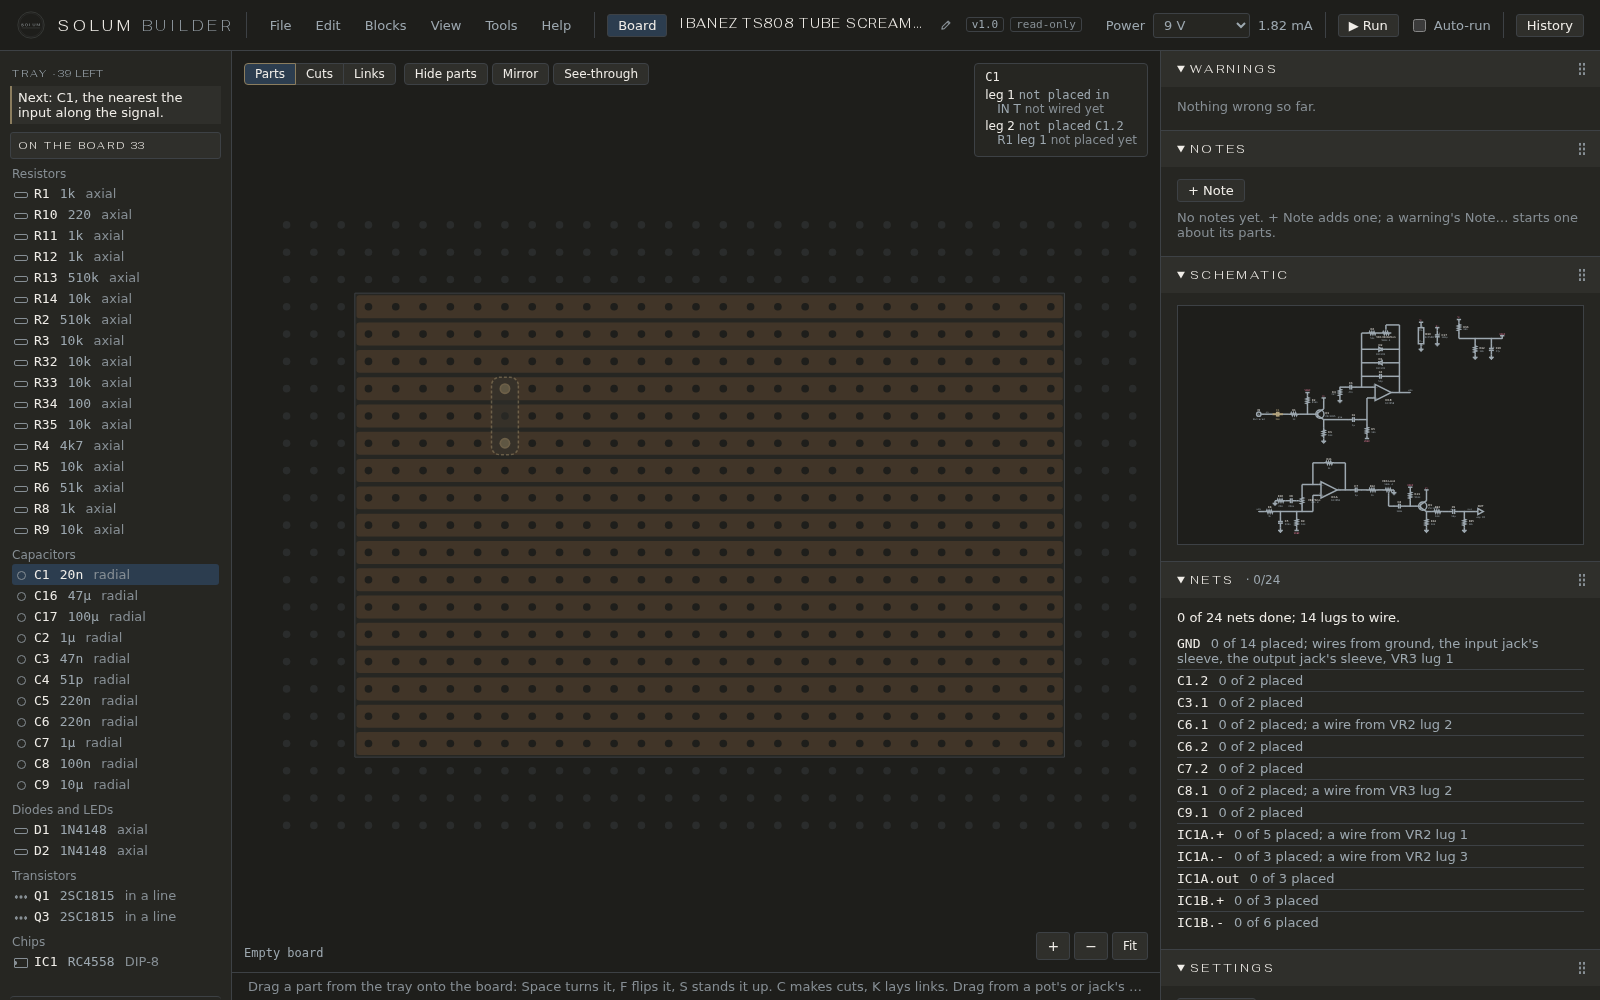 SOLUM BUILDER File Edit Blocks View Tools Help Board IBANEZ TS808 TUBE SCREAM... v1.0 read-only Power 9 V 1.82 mA ▶ Run Auto-run History
TRAY · 39 LEFT
Next: C1, the nearest the
input along the signal.
ON THE BOARD 33
Resistors
R1 1k axial
R10 220 axial
R11 1k axial
R12 1k axial
R13 510k axial
R14 10k axial
R2 510k axial
R3 10k axial
R32 10k axial
R33 10k axial
R34 100 axial
R35 10k axial
R4 4k7 axial
R5 10k axial
R6 51k axial
R8 1k axial
R9 10k axial
Capacitors
C1 20n radial
C16 47µ radial
C17 100µ radial
C2 1µ radial
C3 47n radial
C4 51p radial
C5 220n radial
C6 220n radial
C7 1µ radial
C8 100n radial
C9 10µ radial
Diodes and LEDs
D1 1N4148 axial
D2 1N4148 axial
Transistors
Q1 2SC1815 in a line
Q3 2SC1815 in a line
Chips
IC1 RC4558 DIP-8
Parts Cuts Links Hide parts Mirror See-through
C1
leg 1 not placed in
IN T not wired yet
leg 2 not placed C1.2
R1 leg 1 not placed yet
Empty board
+ − Fit
Drag a part from the tray onto the board: Space turns it, F flips it, S stands it up. C makes cuts, K lays links. Drag from a pot's or jack's ...
▼ WARNINGS
Nothing wrong so far.
▼ NOTES
+ Note
No notes yet. + Note adds one; a warning's Note... starts one
about its parts.
▼ SCHEMATIC
▼ NETS · 0/24
0 of 24 nets done; 14 lugs to wire.
GND 0 of 14 placed; wires from ground, the input jack's
sleeve, the output jack's sleeve, VR3 lug 1
C1.2 0 of 2 placed
C3.1 0 of 2 placed
C6.1 0 of 2 placed; a wire from VR2 lug 2
C6.2 0 of 2 placed
C7.2 0 of 2 placed
C8.1 0 of 2 placed; a wire from VR3 lug 2
C9.1 0 of 2 placed
IC1A.+ 0 of 5 placed; a wire from VR2 lug 1
IC1A.- 0 of 3 placed; a wire from VR2 lug 3
IC1A.out 0 of 3 placed
IC1B.+ 0 of 3 placed
IC1B.- 0 of 6 placed
▼ SETTINGS